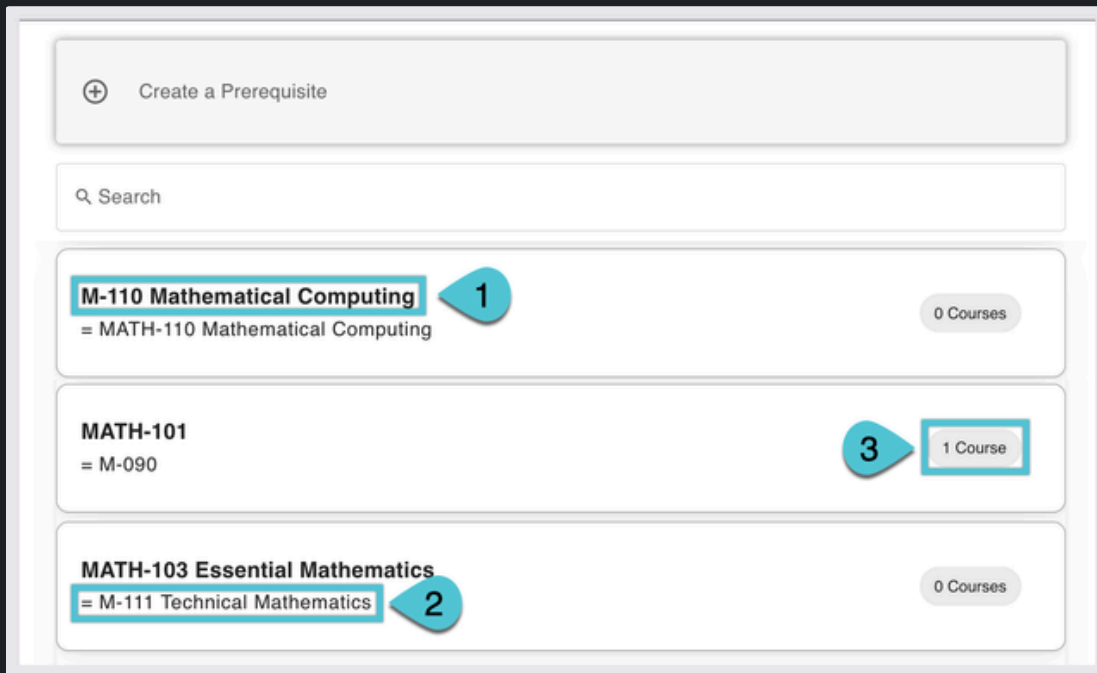 Create a Prerequisite
Search
M-110 Mathematical Computing
1
= MATH-110 Mathematical Computing
0 Courses
MATH-101
= M-090
3
1 Course
MATH-103 Essential Mathematics
= M-111 Technical Mathematics
2
0 Courses